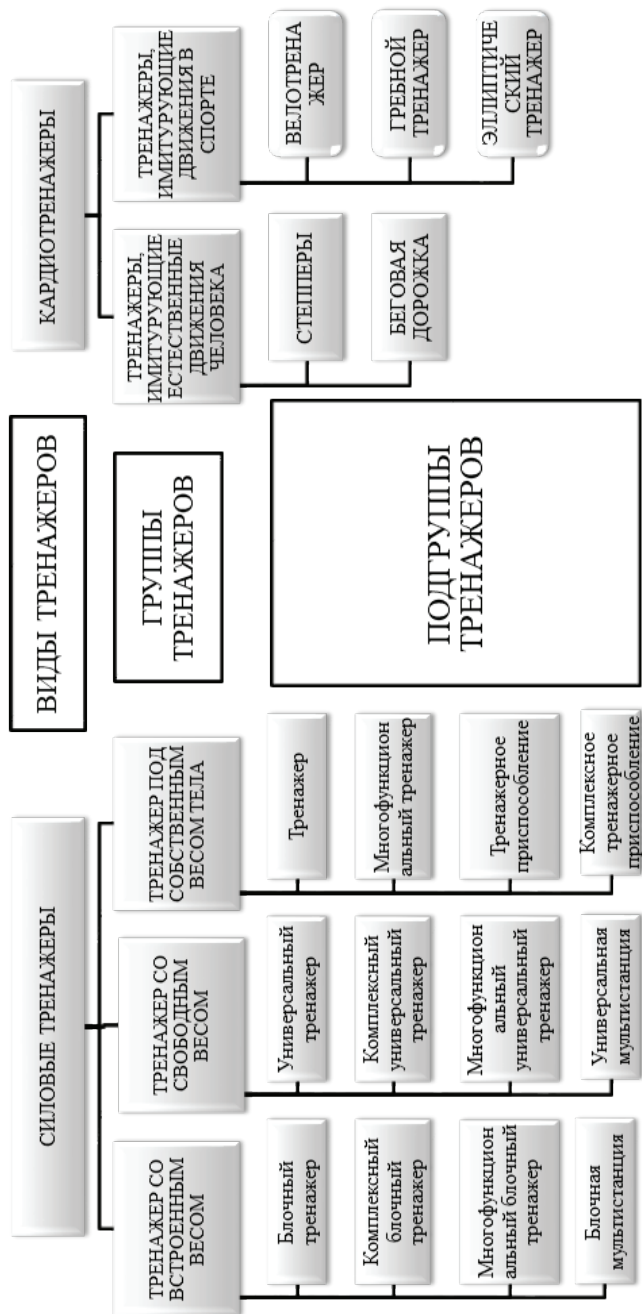 СИЛОВЫЕ ТРЕНАЖЕРЫ
ВИДЫ ТРЕНАЖЕРОВ
КАРДИОТРЕНАЖЕРЫ
ТРЕНАЖЕР СО
ВСТРОЕННЫМ
ВЕСОМ
ТРЕНАЖЕР СО
СВОБОДНЫМ
ВЕСОМ
ТРЕНАЖЕР ПОД
СОБСТВЕННЫМ
ВЕСОМ ТЕЛА
ГРУППЫ
ТРЕНАЖЕРОВ
ТРЕНАЖЕРЫ,
ИМИТУРУЮЩИЕ
ЕСТЕСТВЕННЫЕ
ДВИЖЕНИЯ
ЧЕЛОВЕКА
ТРЕНАЖЕРЫ,
ИМИТУРУЮЩИЕ
ДВИЖЕНИЯ В
СПОРТЕ
Блочный
тренажер
Комплексный
блочный
тренажер
Многофункцион
альный блочный
тренажер
Блочная
мультистанция
Универсальный
тренажер
Комплексный
универсальный
тренажер
Многофункцион
альный
универсальный
тренажер
Универсальная
мультистанция
Тренажер
Многофункцион
альный тренажер
Тренажерное
приспособление
Комплексное
тренажерное
приспособление
ПОДГРУППЫ
ТРЕНАЖЕРОВ
СТЕППЕРЫ
БЕГОВАЯ
ДОРОЖКА
ВЕЛОТРЕНА
ЖЕР
ГРЕБНОЙ
ТРЕНАЖЕР
ЭЛЛИПТИЧЕ
СКИЙ
ТРЕНАЖЕР